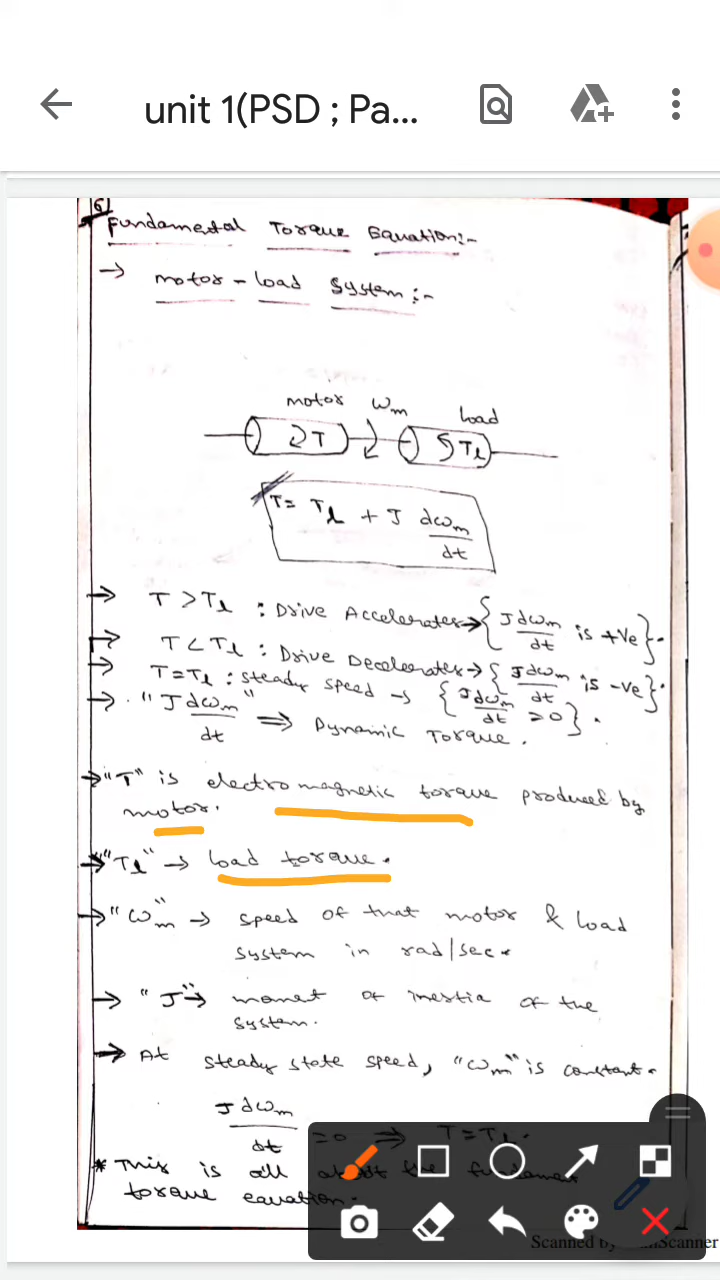 unit 1(PSD ; Pa...
6)
Fundamental Torque Equation:-
→ motor - load System:-
motor ωm load
T Tl
T = Tl + J dωm/dt
→ T > Tl : Drive Accelerates → {J dωm/dt is +ve}.
→ T < Tl : Drive Decelerates → {J dωm/dt is -ve}.
→ T = Tl : steady speed → {J dωm/dt = 0}.
→ "J dωm/dt" ⇒ Dynamic Torque.
→ "T" is electromagnetic torque produced by
motor.
→ "Tl" → load torque.
→ "ωm" → speed of that motor & load
system in rad/sec.
→ "J" → moment of inertia of the
system.
→ At steady state speed, "ωm" is constant.
J dωm/dt = 0 ⇒ T = Tl.
* This is all about the
torque equation.
Scanned by